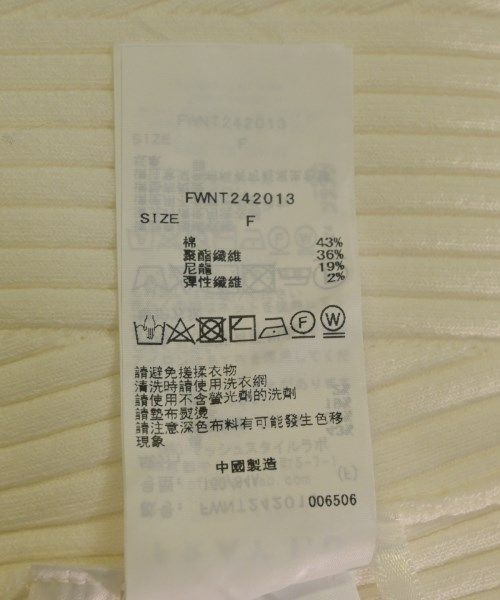 FWNT242013
SIZE F
棉 43%
聚酯纖維 36%
尼龍 19%
彈性纖維 2%
F W
請避免搓揉衣物
清洗時請使用洗衣網
請使用不含螢光劑的洗劑
請墊布熨燙
請注意深色布料有可能發生色移
現象
中國製造
006506